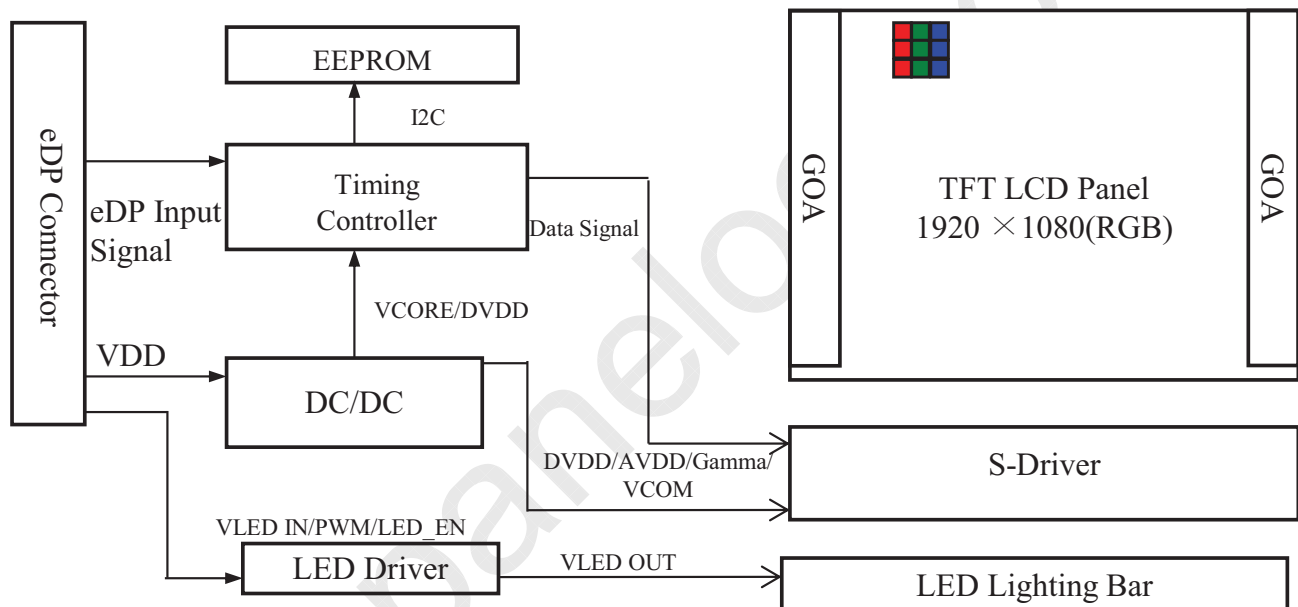 EEPROM
I2C
eDP Connector
Timing
Controller
eDP Input
Signal
Data Signal
VCORE/DVDD
VDD
DC/DC
GOA
TFT LCD Panel
1920 ×1080(RGB)
GOA
DVDD/AVDD/Gamma/
VCOM
S-Driver
VLED IN/PWM/LED_EN
LED Driver
VLED OUT
LED Lighting Bar